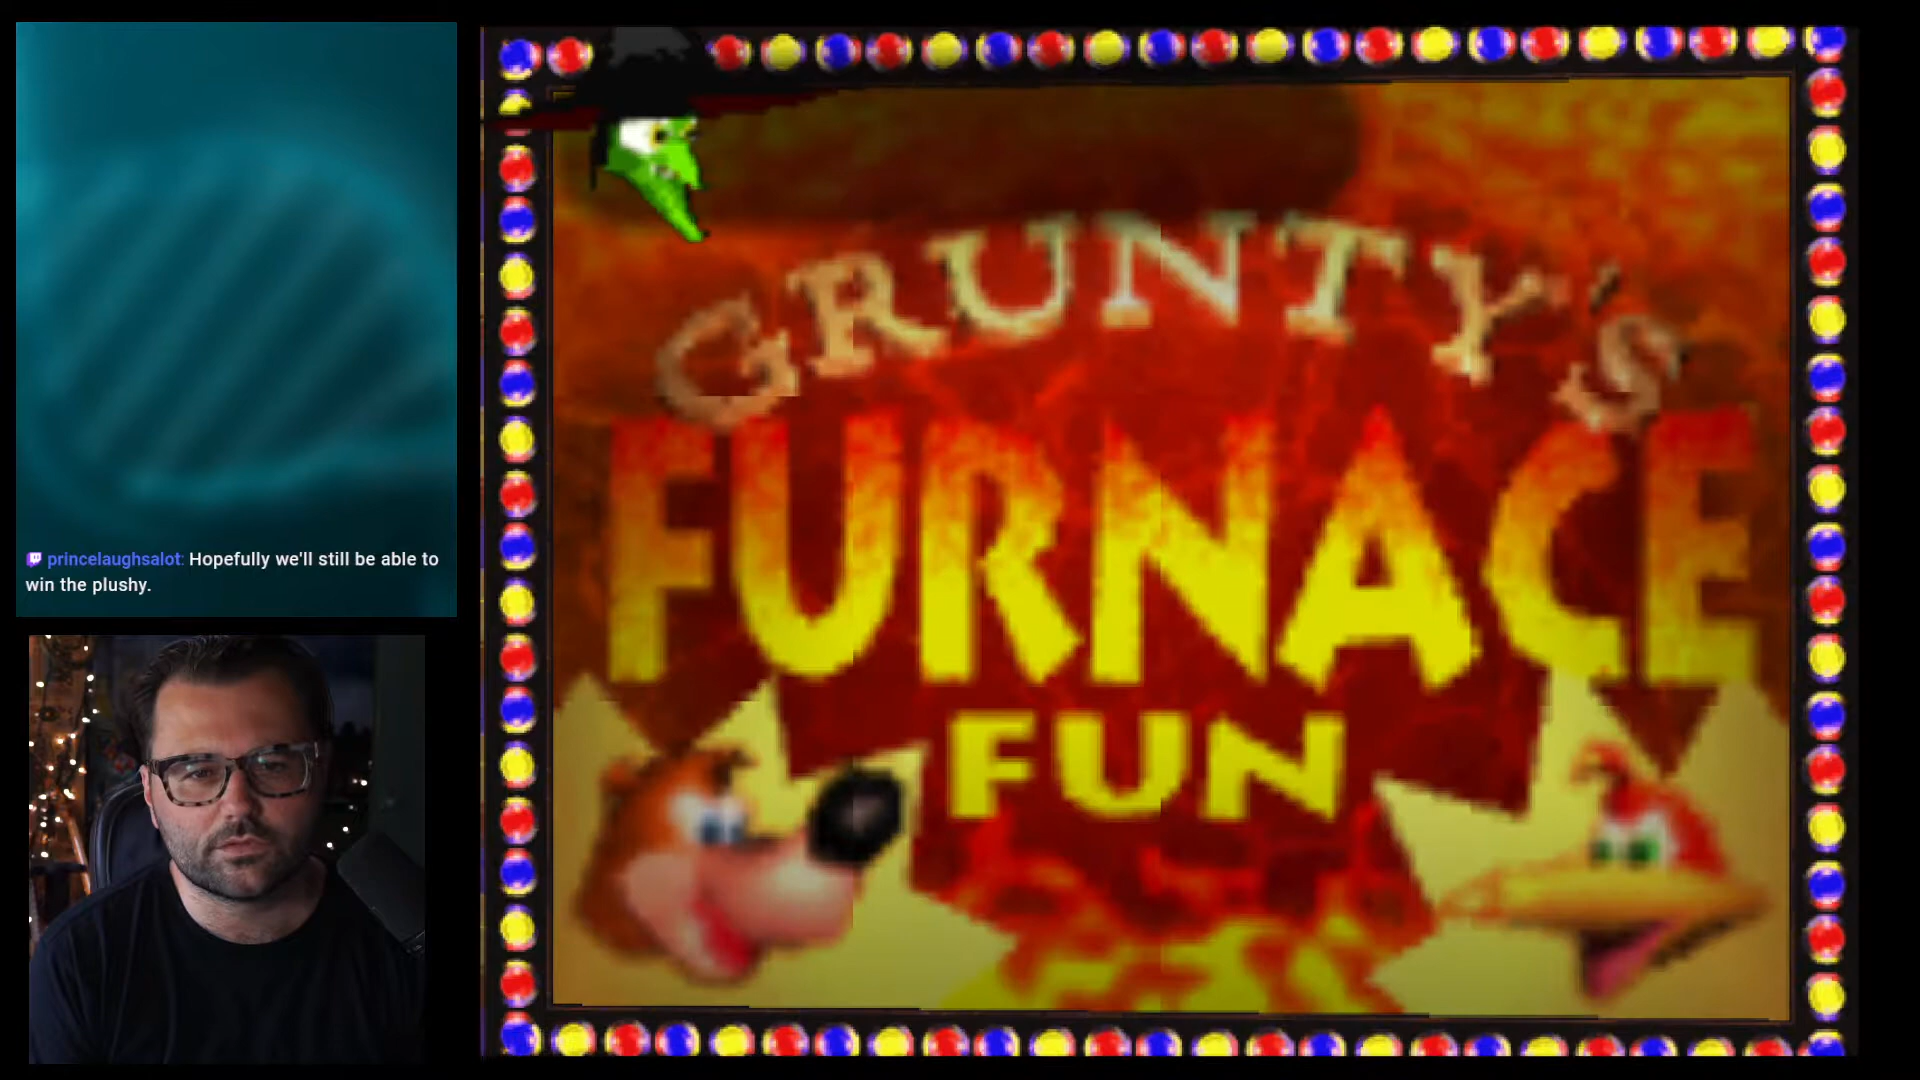 princelaughsalot: Hopefully we'll still be able to
win the plushy.
GRUNTY'S
FURNACE
FUN